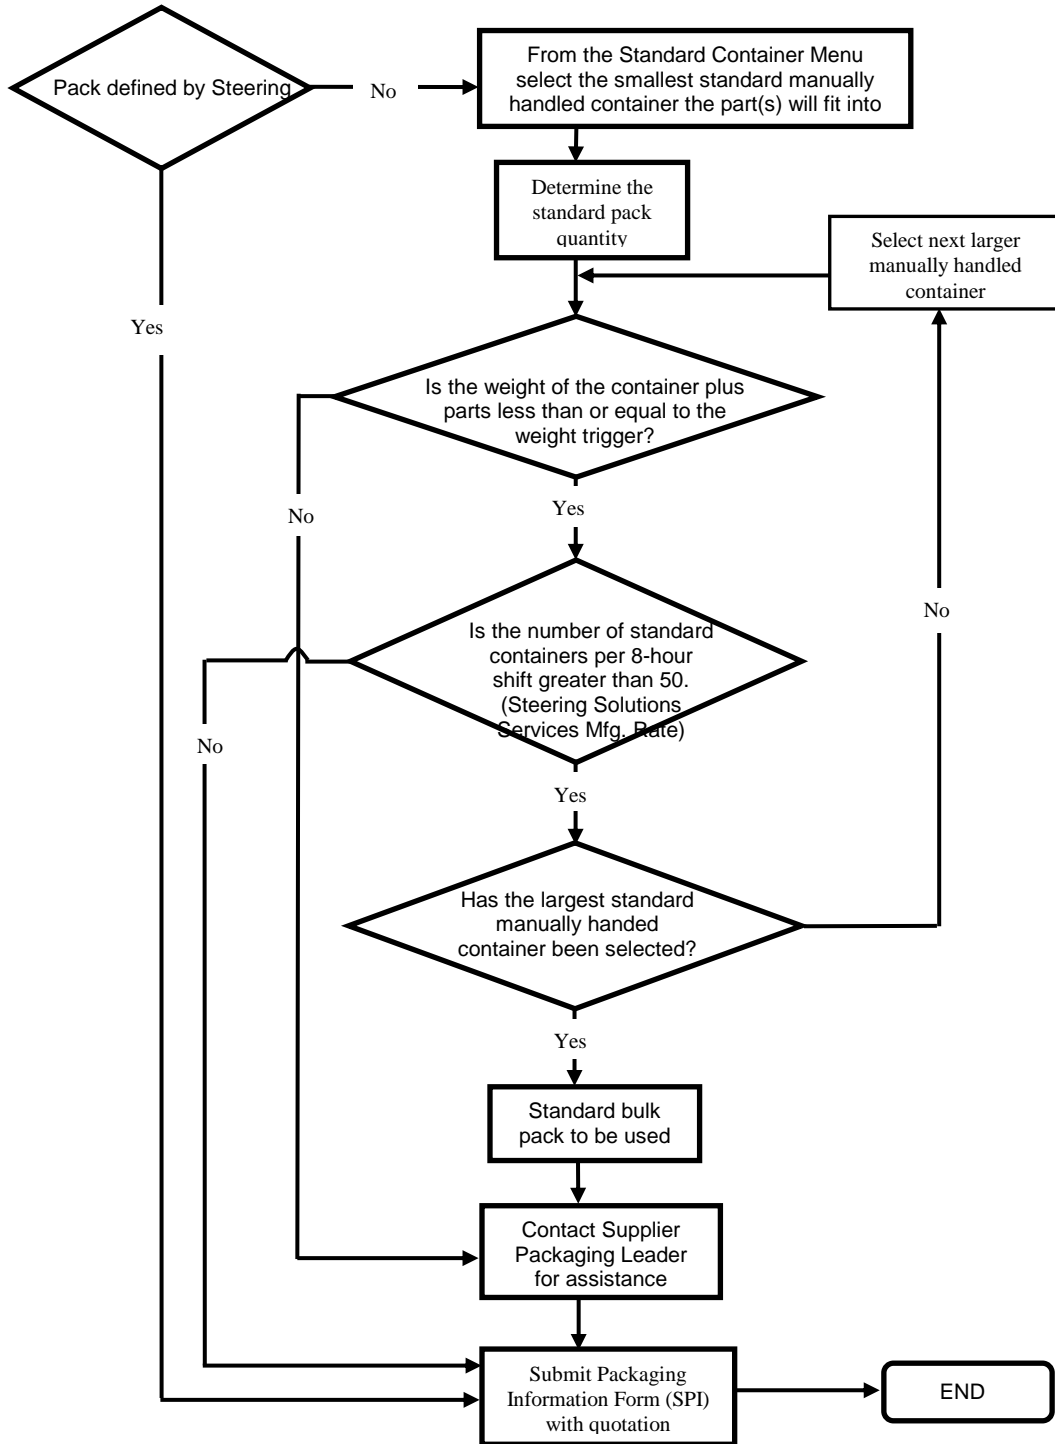 Pack defined by Steering
No
From the Standard Container Menu
select the smallest standard manually
handled container the part(s) will fit into
Determine the
standard pack
quantity
Select next larger
manually handled
container
Yes
Is the weight of the container plus
parts less than or equal to the
weight trigger?
No
Yes
Is the number of standard
containers per 8-hour
shift greater than 50.
(Steering Solutions
Services Mfg. Rate)
No
No
Yes
Has the largest standard
manually handed
container been selected?
Yes
Standard bulk
pack to be used
Contact Supplier
Packaging Leader
for assistance
Submit Packaging
Information Form (SPI)
with quotation
END